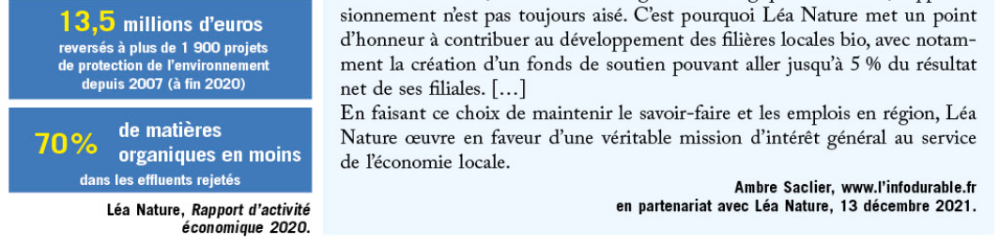 13,5 millions d'euros
reversés à plus de 1 900 projets
de protection de l'environnement
depuis 2007 (à fin 2020)
70% de matières
organiques en moins
dans les effluents rejetés
Léa Nature, Rapport d'activité
économique 2020.
sionnement n'est pas toujours aisé. C'est pourquoi Léa Nature met un point
d'honneur à contribuer au développement des filières locales bio, avec notam-
ment la création d'un fonds de soutien pouvant aller jusqu'à 5 % du résultat
net de ses filiales. […]
En faisant ce choix de maintenir le savoir-faire et les emplois en région, Léa
Nature œuvre en faveur d'une véritable mission d'intérêt général au service
de l'économie locale.
Ambre Saclier, www.l'infodurable.fr
en partenariat avec Léa Nature, 13 décembre 2021.